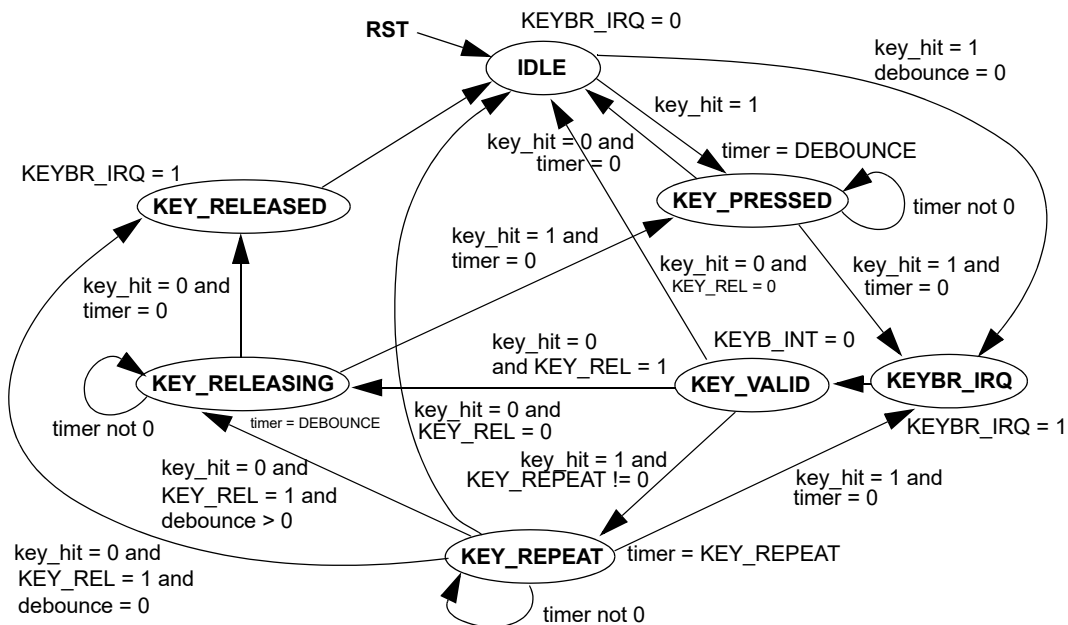 KEYBR_IRQ = 0
RST
IDLE
key_hit = 1
debounce = 0
key_hit = 1
key_hit = 0 and
timer = 0
timer = DEBOUNCE
KEYBR_IRQ = 1
KEY_RELEASED
KEY_PRESSED
timer not 0
key_hit = 1 and
timer = 0
key_hit = 0 and
KEY_REL = 0
key_hit = 1 and
timer = 0
key_hit = 0 and
timer = 0
key_hit = 0
and KEY_REL = 1
KEYB_INT = 0
KEY_RELEASING
KEY_VALID
KEYBR_IRQ
timer not 0
timer = DEBOUNCE
key_hit = 0 and
KEY_REL = 0
KEYBR_IRQ = 1
key_hit = 0 and
KEY_REL = 1 and
debounce > 0
key_hit = 1 and
KEY_REPEAT != 0
key_hit = 1 and
timer = 0
key_hit = 0 and
KEY_REL = 1 and
debounce = 0
KEY_REPEAT
timer = KEY_REPEAT
timer not 0